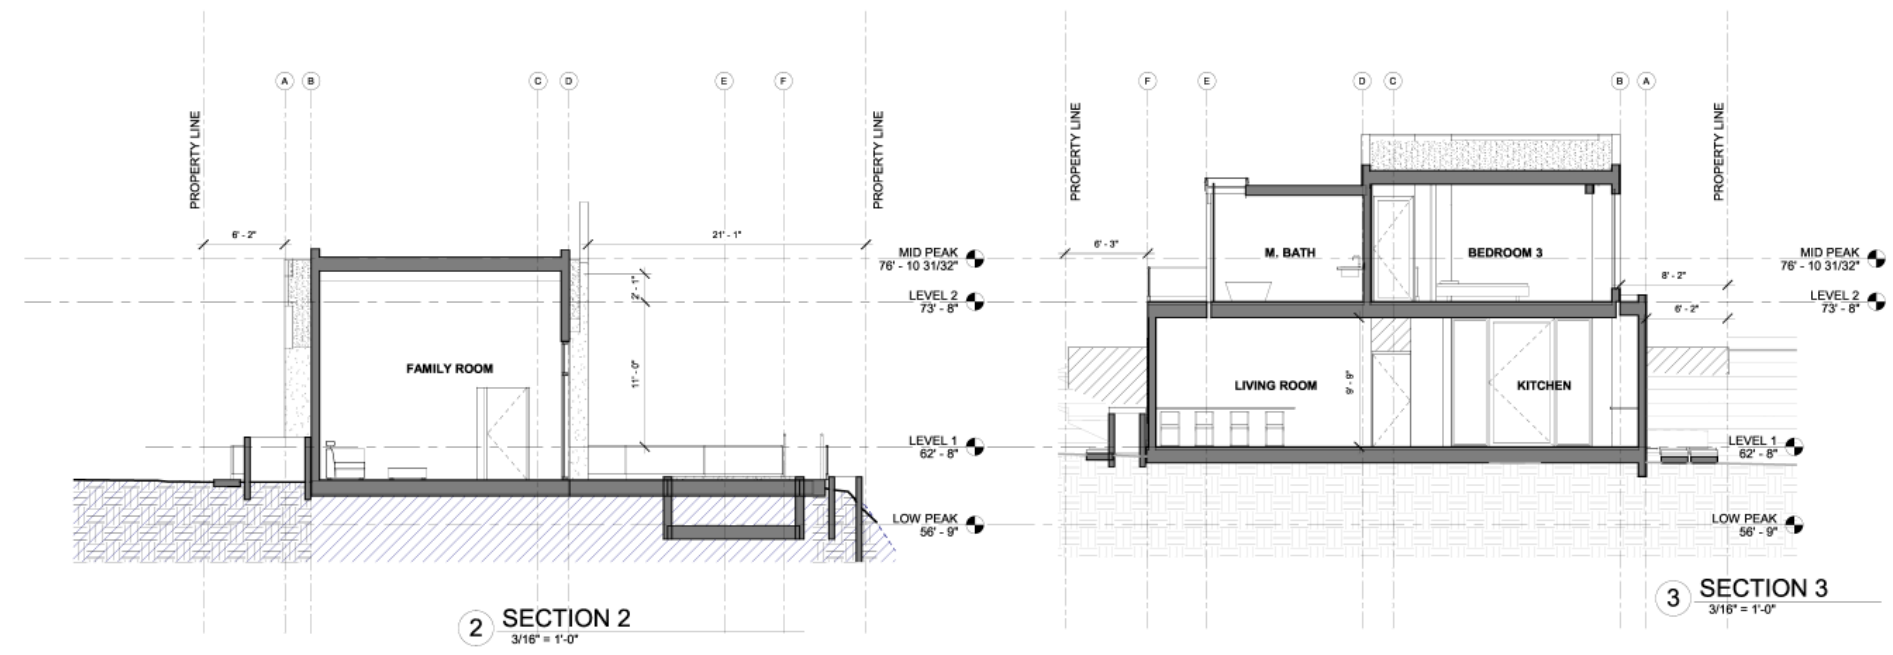 A
B
C
D
E
F
PROPERTY LINE
PROPERTY LINE
6' - 2"
21' - 1"
MID PEAK
76' - 10 31/32"
2' - 1"
LEVEL 2
73' - 8"
FAMILY ROOM
11' - 0"
LEVEL 1
62' - 8"
LOW PEAK
56' - 9"
2
SECTION 2
3/16" = 1'-0"
F
E
D
C
B
A
PROPERTY LINE
PROPERTY LINE
6' - 3"
M. BATH
BEDROOM 3
MID PEAK
76' - 10 31/32"
8' - 2"
LEVEL 2
73' - 8"
6' - 2"
LIVING ROOM
9' - 9"
KITCHEN
LEVEL 1
62' - 8"
LOW PEAK
56' - 9"
3
SECTION 3
3/16" = 1'-0"